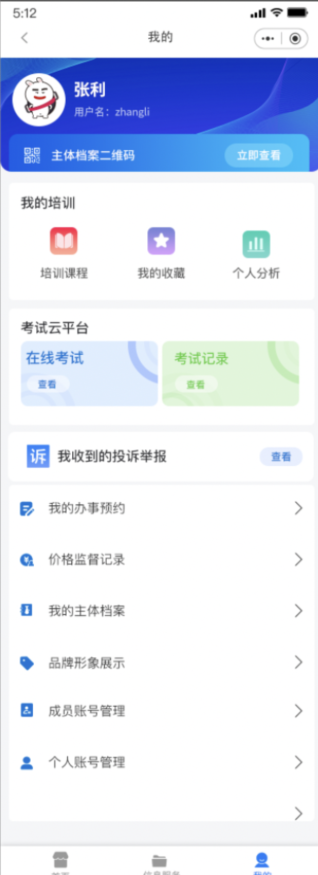 5:12
我的
张利
用户名：zhangli
主体档案二维码
立即查看
我的培训
培训课程
我的收藏
个人分析
考试云平台
在线考试
考试记录
查看
查看
诉
我收到的投诉举报
查看
我的办事预约
价格监督记录
我的主体档案
品牌形象展示
成员账号管理
个人账号管理
我的